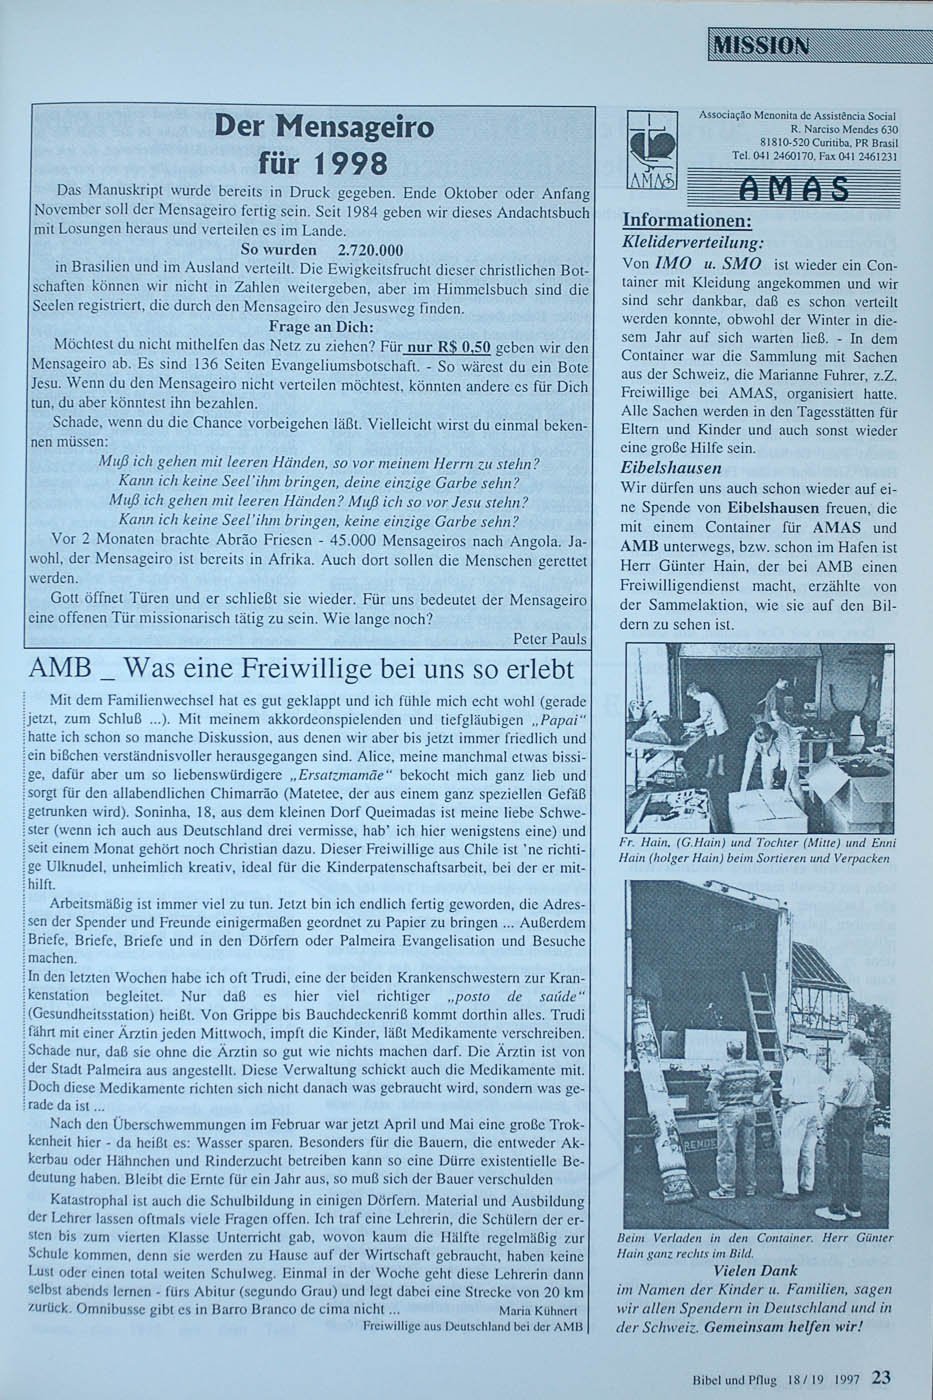 MISSION
Der Mensageiro
für 1998
Das Manuskript wurde bereits in Druck gegeben. Ende Oktober oder Anfang
November soll der Mensageiro fertig sein. Seit 1984 geben wir dieses Andachtsbuch
mit Losungen heraus und verteilen es im Lande.
So wurden 2.720.000
in Brasilien und im Ausland verteilt. Die Ewigkeitsfrucht dieser christlichen Bot-
schaften können wir nicht in Zahlen weitergeben, aber im Himmelsbuch sind die
Seelen registriert, die durch den Mensageiro den Jesusweg finden.
Frage an Dich:
Möchtest du nicht mithelfen das Netz zu ziehen? Für nur R$ 0,50 geben wir den
Mensageiro ab. Es sind 136 Seiten Evangeliumsbotschaft. - So wärest du ein Bote
Jesu. Wenn du den Mensageiro nicht verteilen möchtest, könnten andere es für Dich
tun, du aber könntest ihn bezahlen.
Schade, wenn du die Chance vorbeigehen läßt. Vielleicht wirst du einmal beken-
nen müssen:
Muß ich gehen mit leeren Händen, so vor meinem Herrn zu stehn?
Kann ich keine Seel'ihm bringen, deine einzige Garbe sehn?
Muß ich gehen mit leeren Händen? Muß ich so vor Jesu stehn?
Kann ich keine Seel'ihm bringen, keine einzige Garbe sehn?
Vor 2 Monaten brachte Abrão Friesen - 45.000 Mensageiros nach Angola. Ja-
wohl, der Mensageiro ist bereits in Afrika. Auch dort sollen die Menschen gerettet
werden.
Gott öffnet Türen und er schließt sie wieder. Für uns bedeutet der Mensageiro
eine offenen Tür missionarisch tätig zu sein. Wie lange noch?
Peter Pauls
AMB _ Was eine Freiwillige bei uns so erlebt
Mit dem Familienwechsel hat es gut geklappt und ich fühle mich echt wohl (gerade
jetzt, zum Schluß ...). Mit meinem akkordeonspielenden und tiefgläubigen „Papai“
hatte ich schon so manche Diskussion, aus denen wir aber bis jetzt immer friedlich und
ein bißchen verständnisvoller herausgegangen sind. Alice, meine manchmal etwas bissi-
ge, dafür aber um so liebenswürdigere „Ersatzmamãe“ bekocht mich ganz lieb und
sorgt für den allabendlichen Chimarrão (Matetee, der aus einem ganz speziellen Gefäß
getrunken wird). Soninha, 18, aus dem kleinen Dorf Queimadas ist meine liebe Schwe-
ster (wenn ich auch aus Deutschland drei vermisse, hab' ich hier wenigstens eine) und
seit einem Monat gehört noch Christian dazu. Dieser Freiwillige aus Chile ist 'ne richti-
ge Ulknudel, unheimlich kreativ, ideal für die Kinderpatenschaftsarbeit, bei der er mit-
hilft.
Arbeitsmäßig ist immer viel zu tun. Jetzt bin ich endlich fertig geworden, die Adres-
sen der Spender und Freunde einigermaßen geordnet zu Papier zu bringen ... Außerdem
Briefe, Briefe, Briefe und in den Dörfern oder Palmeira Evangelisation und Besuche
machen.
In den letzten Wochen habe ich oft Trudi, eine der beiden Krankenschwestern zur Kran-
kenstation begleitet. Nur daß es hier viel richtiger „posto de saúde“
(Gesundheitsstation) heißt. Von Grippe bis Bauchdeckenriß kommt dorthin alles. Trudi
fährt mit einer Ärztin jeden Mittwoch, impft die Kinder, läßt Medikamente verschreiben.
Schade nur, daß sie ohne die Ärztin so gut wie nichts machen darf. Die Ärztin ist von
der Stadt Palmeira aus angestellt. Diese Verwaltung schickt auch die Medikamente mit.
Doch diese Medikamente richten sich nicht danach was gebraucht wird, sondern was ge-
rade da ist ...
Nach den Überschwemmungen im Februar war jetzt April und Mai eine große Trok-
kenheit hier - da heißt es: Wasser sparen. Besonders für die Bauern, die entweder Ak-
kerbau oder Hähnchen und Rinderzucht betreiben kann so eine Dürre existentielle Be-
deutung haben. Bleibt die Ernte für ein Jahr aus, so muß sich der Bauer verschulden
Katastrophal ist auch die Schulbildung in einigen Dörfern. Material und Ausbildung
der Lehrer lassen oftmals viele Fragen offen. Ich traf eine Lehrerin, die Schülern der er-
sten bis zum vierten Klasse Unterricht gab, wovon kaum die Hälfte regelmäßig zur
Schule kommen, denn sie werden zu Hause auf der Wirtschaft gebraucht, haben keine
Lust oder einen total weiten Schulweg. Einmal in der Woche geht diese Lehrerin dann
selbst abends lernen - fürs Abitur (segundo Grau) und legt dabei eine Strecke von 20 km
zurück. Omnibusse gibt es in Barro Branco de cima nicht ...
Maria Kühnert
Freiwillige aus Deutschland bei der AMB
AMAS
Associação Menonita de Assistência Social
R. Narciso Mendes 630
81810-520 Curitiba, PR Brasil
Tel. 041 2460170, Fax 041 2461231
AMAS
Informationen:
Kleliderverteilung:
Von IMO u. SMO ist wieder ein Con-
tainer mit Kleidung angekommen und wir
sind sehr dankbar, daß es schon verteilt
werden konnte, obwohl der Winter in die-
sem Jahr auf sich warten ließ. - In dem
Container war die Sammlung mit Sachen
aus der Schweiz, die Marianne Fuhrer, z.Z.
Freiwillige bei AMAS, organisiert hatte.
Alle Sachen werden in den Tagesstätten für
Eltern und Kinder und auch sonst wieder
eine große Hilfe sein.
Eibelshausen
Wir dürfen uns auch schon wieder auf ei-
ne Spende von Eibelshausen freuen, die
mit einem Container für AMAS und
AMB unterwegs, bzw. schon im Hafen ist
Herr Günter Hain, der bei AMB einen
Freiwilligendienst macht, erzählte von
der Sammelaktion, wie sie auf den Bil-
dern zu sehen ist.
Fr. Hain, (G.Hain) und Tochter (Mitte) und Enni
Hain (holger Hain) beim Sortieren und Verpacken
Beim Verladen in den Container. Herr Günter
Hain ganz rechts im Bild.
Vielen Dank
im Namen der Kinder u. Familien, sagen
wir allen Spendern in Deutschland und in
der Schweiz. Gemeinsam helfen wir!
Bibel und Pflug 18 / 19 1997 23